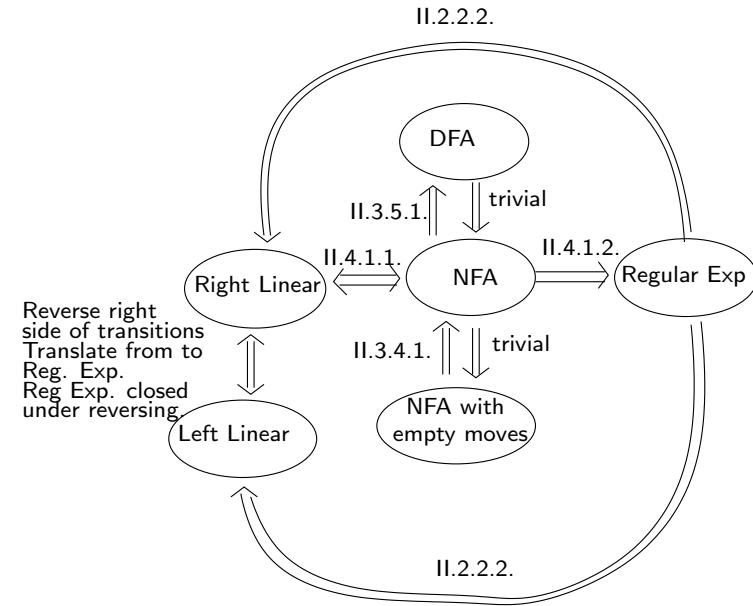 II.2.2.2.
DFA
II.3.5.1.
trivial
II.4.1.1.
II.4.1.2.
Right Linear
NFA
Regular Exp
Reverse right
side of transitions
Translate from to
Reg. Exp.
Reg Exp. closed
under reversing.
II.3.4.1.
trivial
Left Linear
NFA with
empty moves
II.2.2.2.